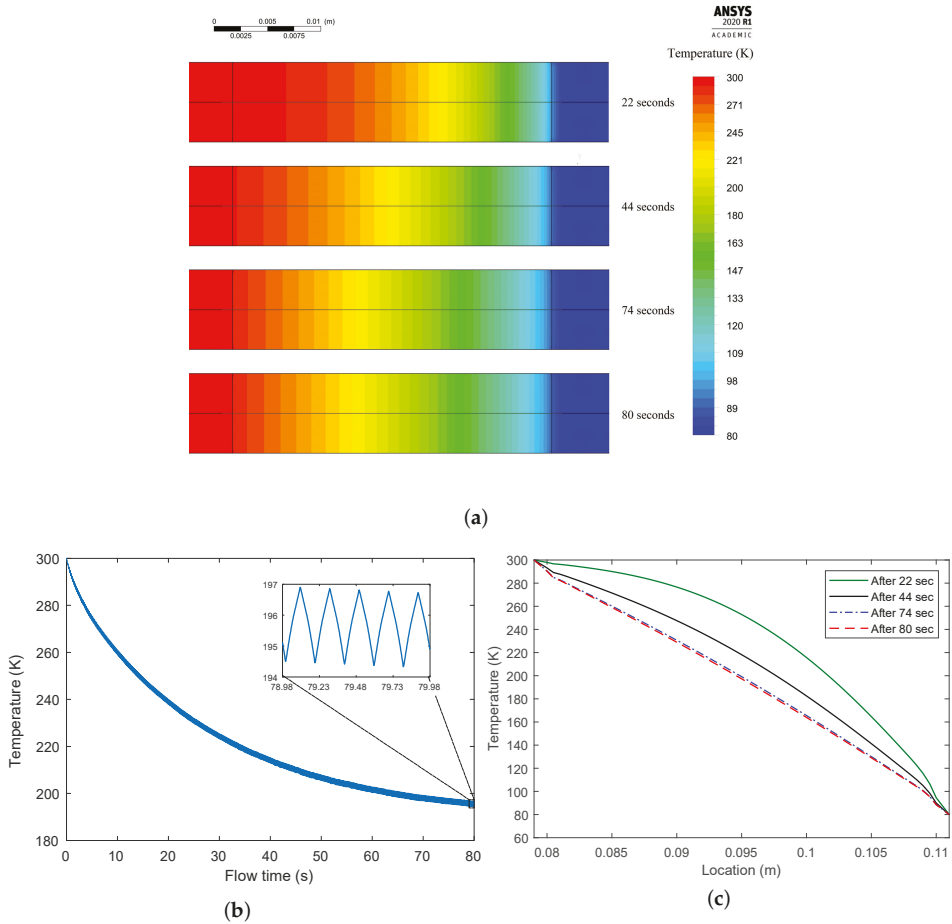 0 0.005 0.01 (m)
0.0025 0.0075
ANSYS
2020 R1
ACADEMIC
Temperature (K)
300
271
245
221
200
180
163
147
133
120
109
98
89
80
22 seconds
44 seconds
74 seconds
80 seconds
(a)
300
280
260
240
220
200
180
Temperature (K)
0 10 20 30 40 50 60 70 80
Flow time (s)
197
196
195
194
78.98 79.23 79.48 79.73 79.98
(b)
300
280
260
240
220
200
180
160
140
120
100
80
60
Temperature (K)
After 22 sec
After 44 sec
After 74 sec
After 80 sec
0.08 0.085 0.09 0.095 0.1 0.105 0.11
Location (m)
(c)